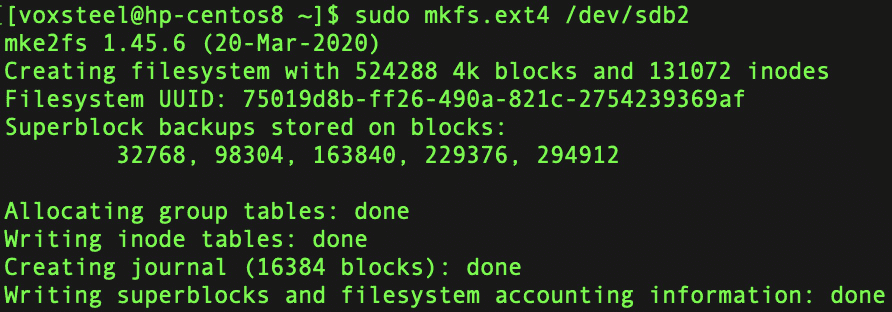 [voxsteel@hp-centos8 ~]$ sudo mkfs.ext4 /dev/sdb2
mke2fs 1.45.6 (20-Mar-2020)
Creating filesystem with 524288 4k blocks and 131072 inodes
Filesystem UUID: 75019d8b-ff26-490a-821c-2754239369af
Superblock backups stored on blocks:
        32768, 98304, 163840, 229376, 294912

Allocating group tables: done
Writing inode tables: done
Creating journal (16384 blocks): done
Writing superblocks and filesystem accounting information: done